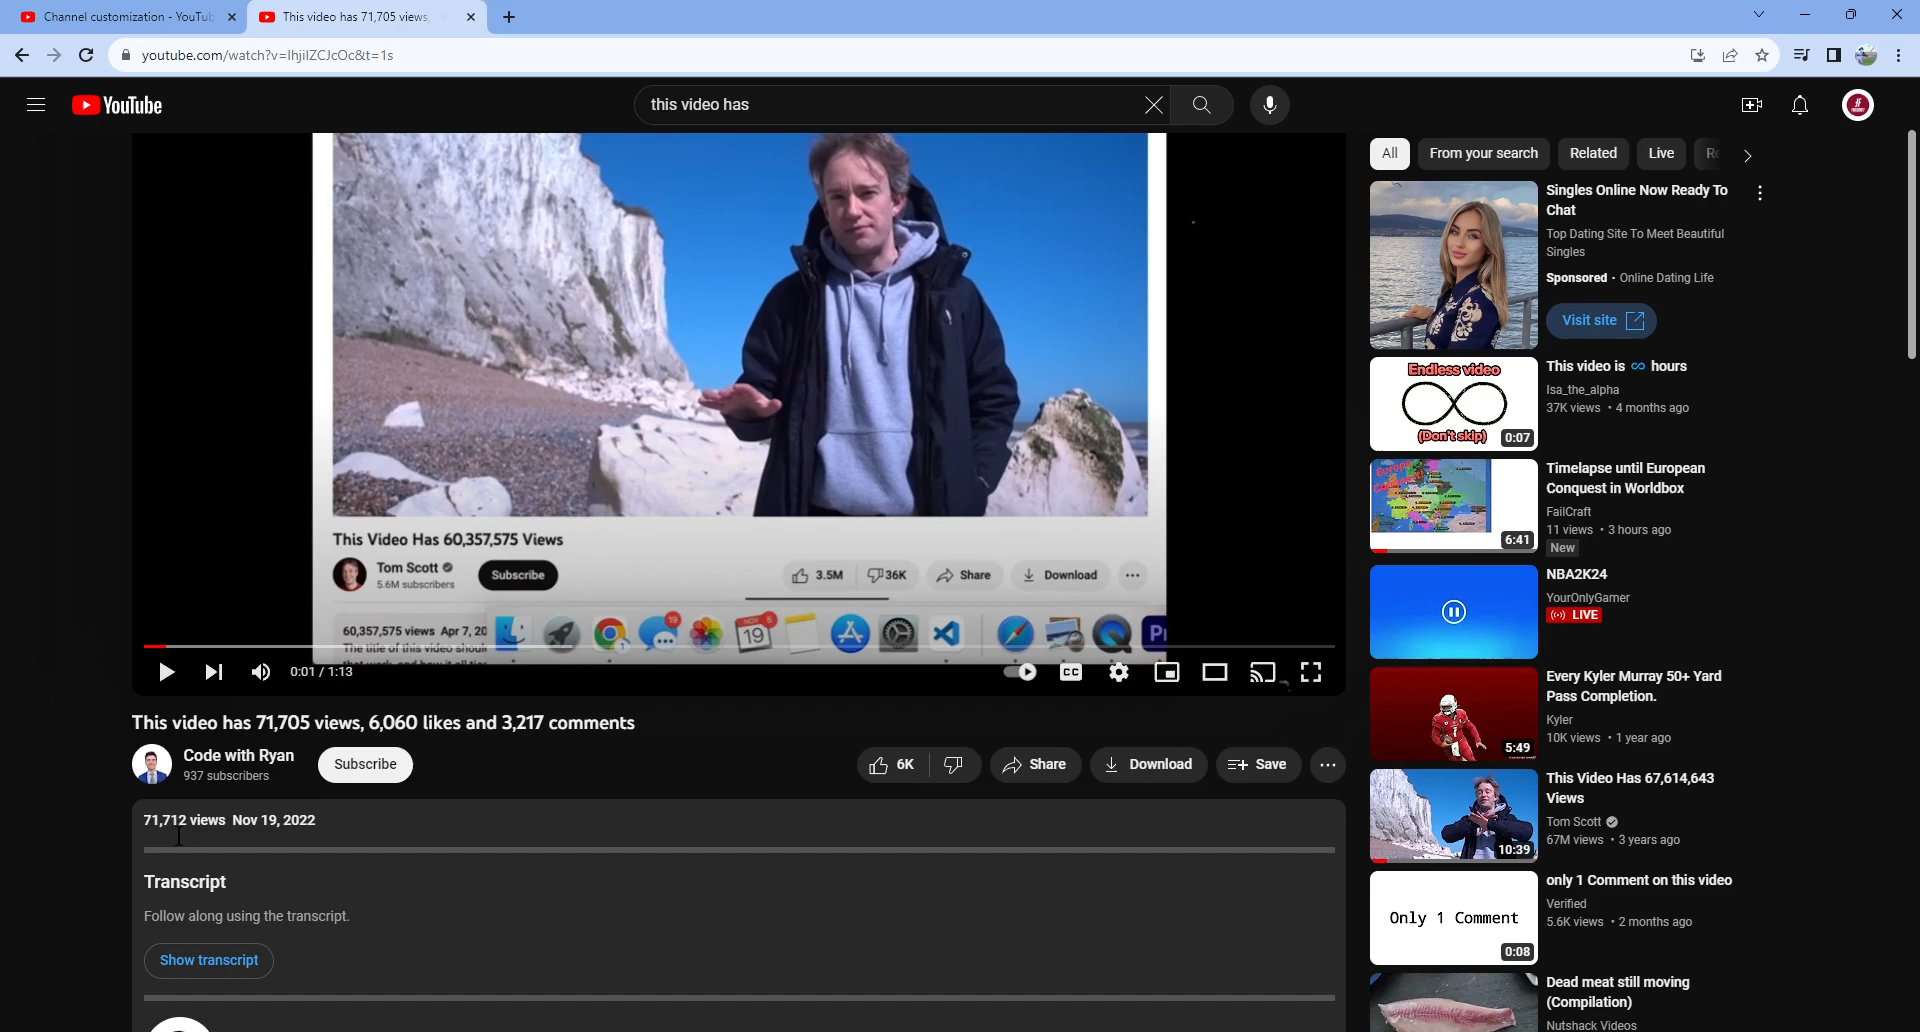 Channel customization - YouTub
This video has 71,705 views,
youtube.com/watch?v=IhjiIZCJcOc&t=1s
YouTube
this video has
This Video Has 60,357,575 Views
Tom Scott
5.6M subscribers
Subscribe
3.5M
36K
Share
Download
60,357,575 views Apr 7, 20
The title of this video shoul
19
NOV 5
19
1
0:01 / 1:13
CC
This video has 71,705 views, 6,060 likes and 3,217 comments
Code with Ryan
937 subscribers
Subscribe
6K
Share
Download
Save
71,712 views Nov 19, 2022
Transcript
Follow along using the transcript.
Show transcript
All
From your search
Related
Live
Singles Online Now Ready To
Chat
Top Dating Site To Meet Beautiful
Singles
Sponsored · Online Dating Life
Visit site
Endless video
(Don't skip)
0:07
This video is ∞ hours
Isa_the_alpha
37K views • 4 months ago
6:41
Timelapse until European
Conquest in Worldbox
FailCraft
11 views • 3 hours ago
New
NBA2K24
YourOnlyGamer
LIVE
5:49
Every Kyler Murray 50+ Yard
Pass Completion.
Kyler
10K views • 1 year ago
10:39
This Video Has 67,614,643
Views
Tom Scott
67M views • 3 years ago
Only 1 Comment
0:08
only 1 Comment on this video
Verified
5.6K views • 2 months ago
Dead meat still moving
(Compilation)
Nutshack Videos